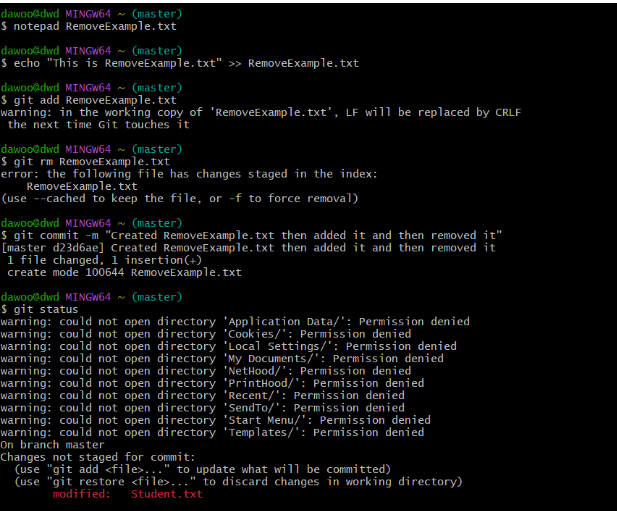 dawoo@dwd MINGW64 ~ (master)
$ notepad RemoveExample.txt
dawoo@dwd MINGW64 ~ (master)
$ echo "This is RemoveExample.txt" >> RemoveExample.txt
dawoo@dwd MINGW64 ~ (master)
$ git add RemoveExample.txt
warning: in the working copy of 'RemoveExample.txt', LF will be replaced by CRLF
 the next time Git touches it
dawoo@dwd MINGW64 ~ (master)
$ git rm RemoveExample.txt
error: the following file has changes staged in the index:
    RemoveExample.txt
(use --cached to keep the file, or -f to force removal)
dawoo@dwd MINGW64 ~ (master)
$ git commit -m "Created RemoveExample.txt then added it and then removed it"
[master d23d6ae] Created RemoveExample.txt then added it and then removed it
 1 file changed, 1 insertion(+)
 create mode 100644 RemoveExample.txt
dawoo@dwd MINGW64 ~ (master)
$ git status
warning: could not open directory 'Application Data/': Permission denied
warning: could not open directory 'Cookies/': Permission denied
warning: could not open directory 'Local Settings/': Permission denied
warning: could not open directory 'My Documents/': Permission denied
warning: could not open directory 'NetHood/': Permission denied
warning: could not open directory 'PrintHood/': Permission denied
warning: could not open directory 'Recent/': Permission denied
warning: could not open directory 'SendTo/': Permission denied
warning: could not open directory 'Start Menu/': Permission denied
warning: could not open directory 'Templates/': Permission denied
On branch master
Changes not staged for commit:
  (use "git add <file>..." to update what will be committed)
  (use "git restore <file>..." to discard changes in working directory)
        modified:   Student.txt